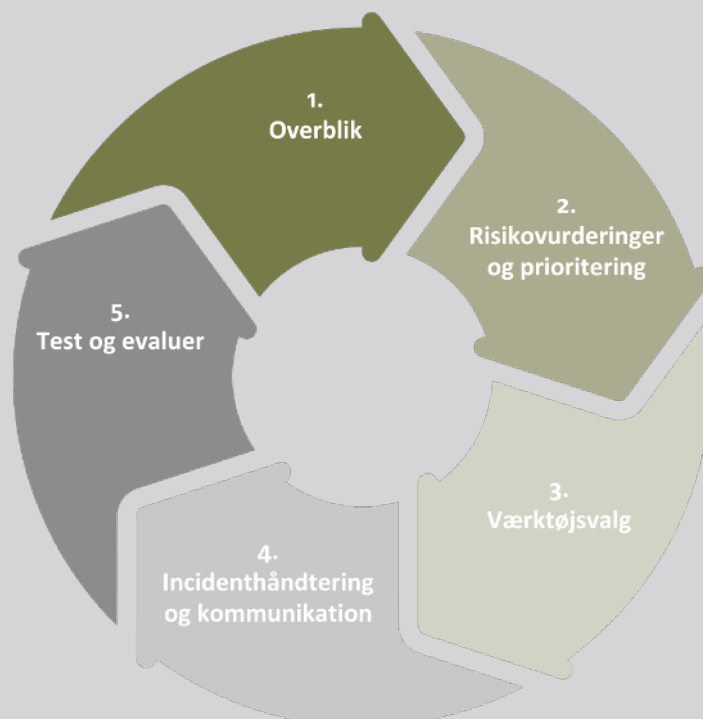 1.
Overblik
2.
Risikovurderinger
og prioritering
3.
Værktøjsvalg
4.
Incidenthåndtering
og kommunikation
5.
Test og evaluer